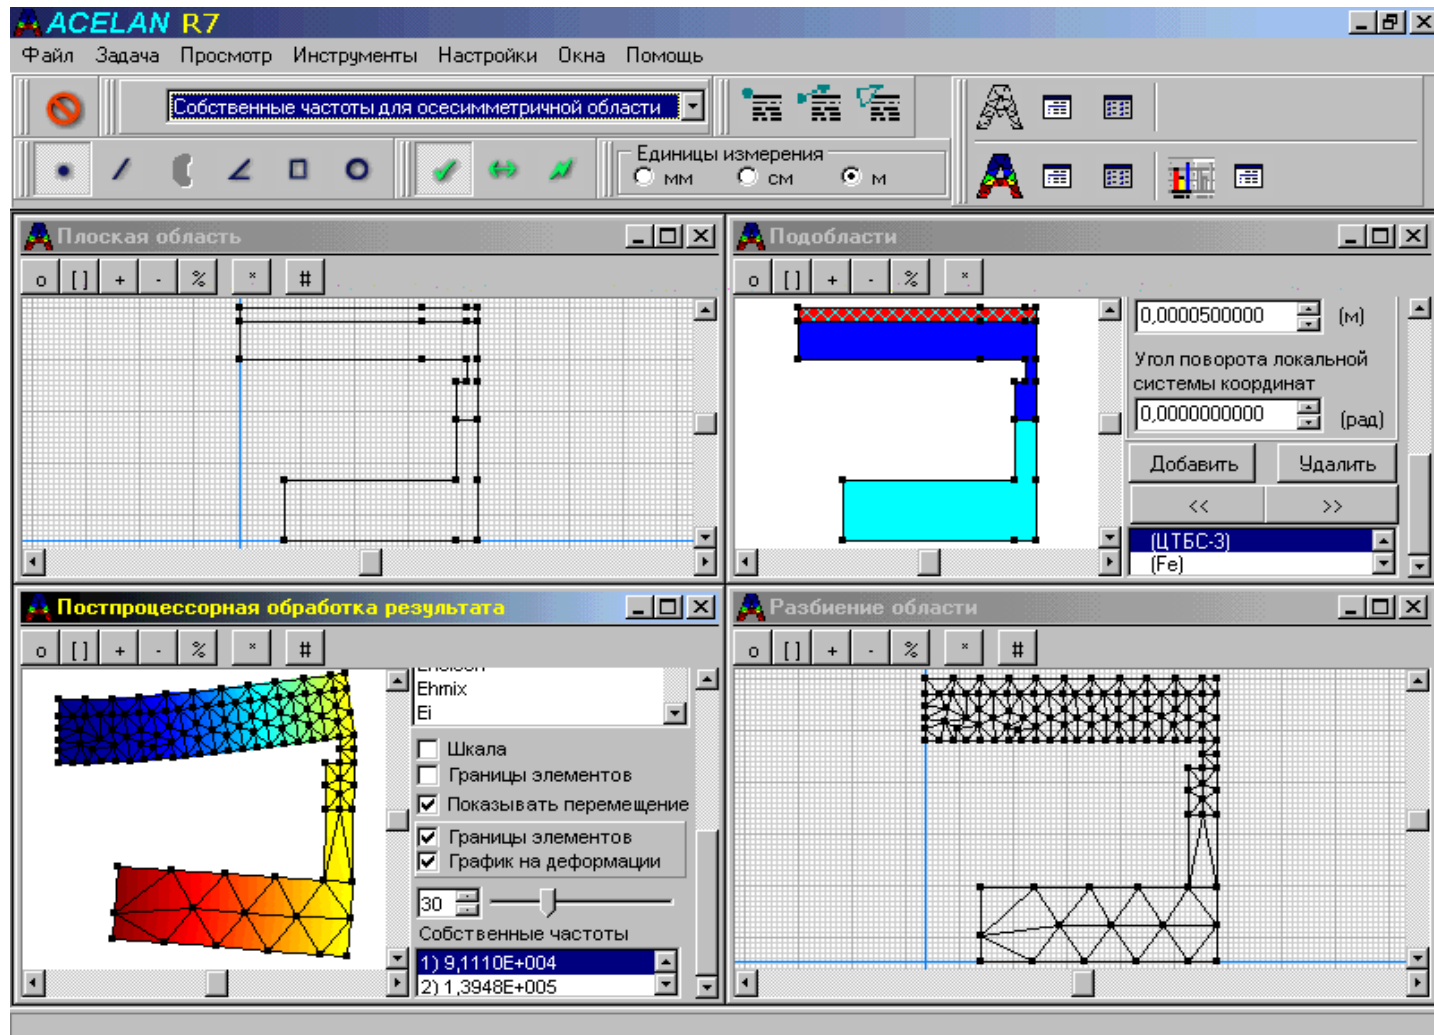 ACELAN R7
Файл Задача Просмотр Инструменты Настройки Окна Помощь
Собственные частоты для осесимметричной области
Единицы измерения
мм см м
Плоская область
o [ ] + - % * #
Подобласти
o [ ] + - % *
0,0000500000 (м)
Угол поворота локальной
системы координат
0,0000000000 (рад)
Добавить Удалить
<< >>
(ЦТБС-3)
(Fe)
Постпроцессорная обработка результата
o [ ] + - % * #
Ehmix
Ei
Шкала
Границы элементов
Показывать перемещение
Границы элементов
График на деформации
30
Собственные частоты
1) 9,1110E+004
2) 1,3948E+005
Разбиение области
o [ ] + - % * #